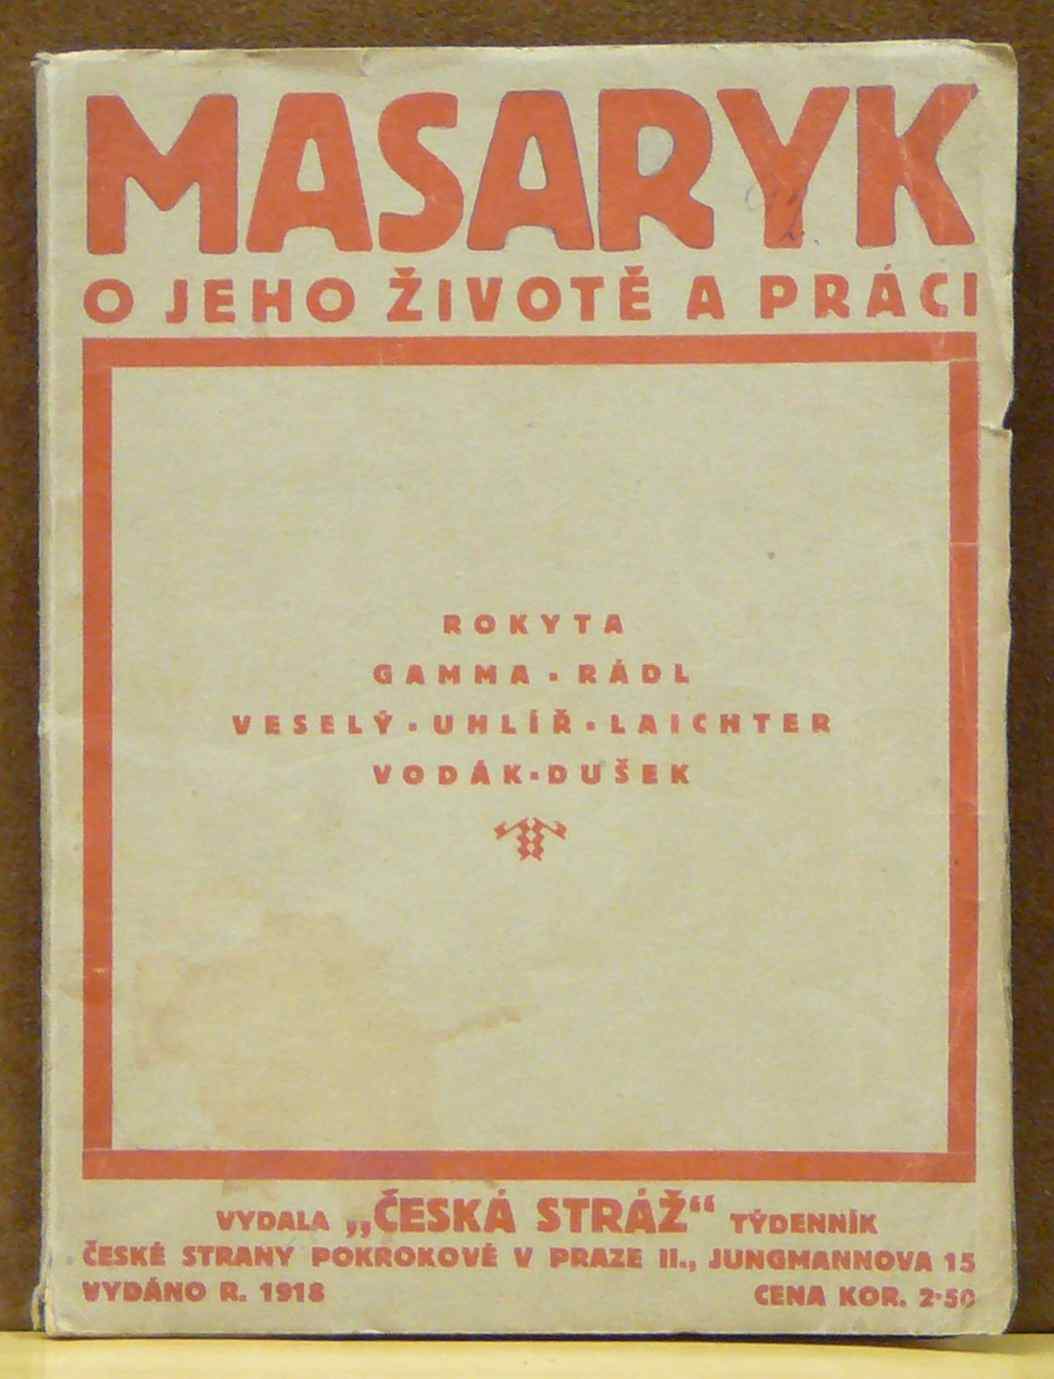 MASARYK
O JEHO ŽIVOTĚ A PRÁCI
ROKYTA
GAMMA · RÁDL
VESELÝ · UHLÍŘ · LAICHTER
VODÁK · DUŠEK
VYDALA „ČESKÁ STRÁŽ“ TÝDENNÍK
ČESKÉ STRANY POKROKOVÉ V PRAZE II., JUNGMANNOVA 15
VYDÁNO R. 1918 CENA KOR. 2·50